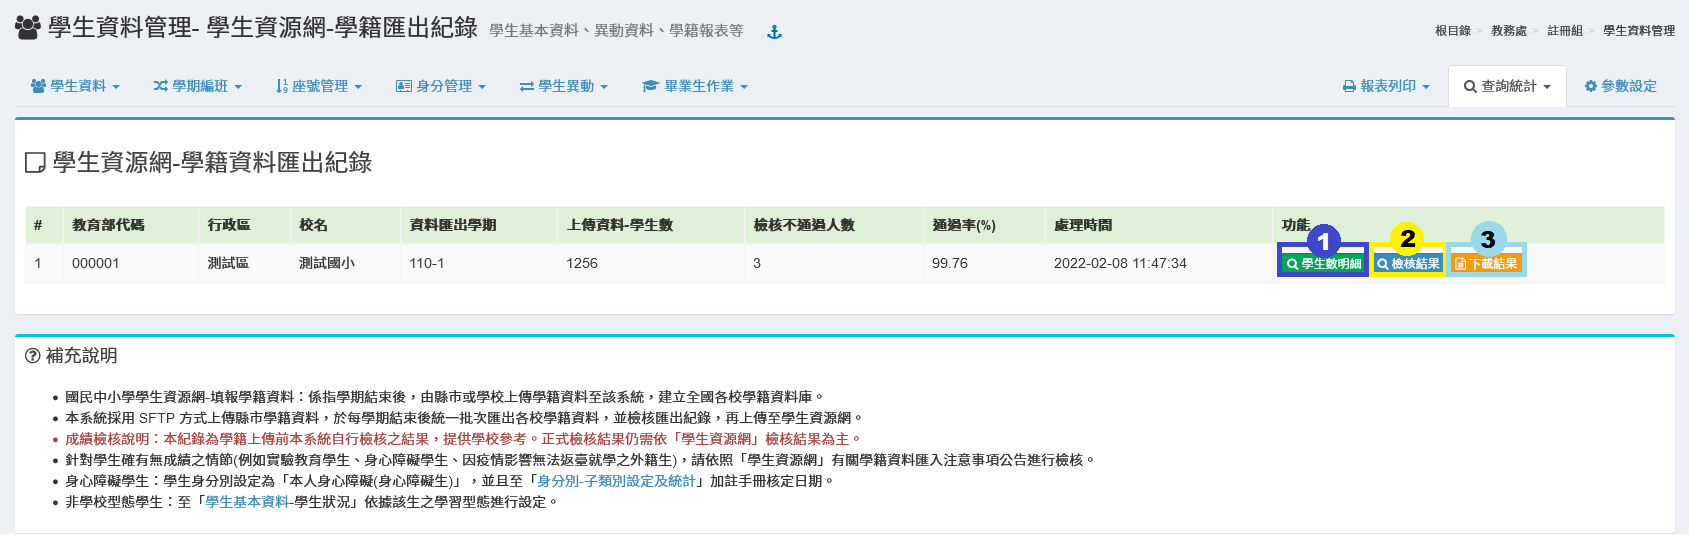 學生資料管理- 學生資源網-學籍匯出紀錄 學生基本資料、異動資料、學籍報表等
根目錄 > 教務處 > 註冊組 > 學生資料管理
學生資料 學期編班 座號管理 身分管理 學生異動 畢業生作業 報表列印 查詢統計 參數設定
學生資源網-學籍資料匯出紀錄
# 教育部代碼 行政區 校名 資料匯出學期 上傳資料-學生數 檢核不通過人數 通過率(%) 處理時間 功能
1 2 3
1 000001 測試區 測試國小 110-1 1256 3 99.76 2022-02-08 11:47:34 學生數明細 檢核結果 下載結果
補充說明
• 國民中小學學生資源網-填報學籍資料：係指學期結束後，由縣市或學校上傳學籍資料至該系統，建立全國各校學籍資料庫。
• 本系統採用 SFTP 方式上傳縣市學籍資料，於每學期結束後統一批次匯出各校學籍資料，並檢核匯出紀錄，再上傳至學生資源網。
• 成績檢核說明：本紀錄為學籍上傳前本系統自行檢核之結果，提供學校參考。正式檢核結果仍需依「學生資源網」檢核結果為主。
• 針對學生確有無成績之情節(例如實驗教育學生、身心障礙學生、因疫情影響無法返臺就學之外籍生)，請依照「學生資源網」有關學籍資料匯入注意事項公告進行檢核。
• 身心障礙學生：學生身分別設定為「本人身心障礙(身心障礙生)」，並且至「身分別-子類別設定及統計」加註手冊核定日期。
• 非學校型態學生：至「學生基本資料-學生狀況」依據該生之學習型態進行設定。